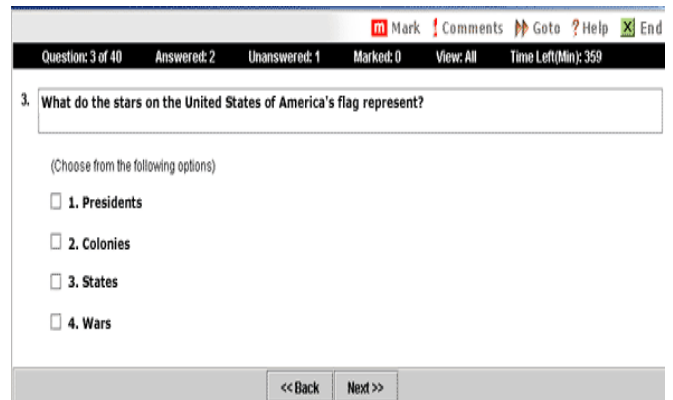 m Mark ! Comments Goto ? Help X End
Question: 3 of 40 Answered: 2 Unanswered: 1 Marked: 0 View: All Time Left(Min): 359
3. What do the stars on the United States of America's flag represent?
(Choose from the following options)
1. Presidents
2. Colonies
3. States
4. Wars
<< Back Next >>